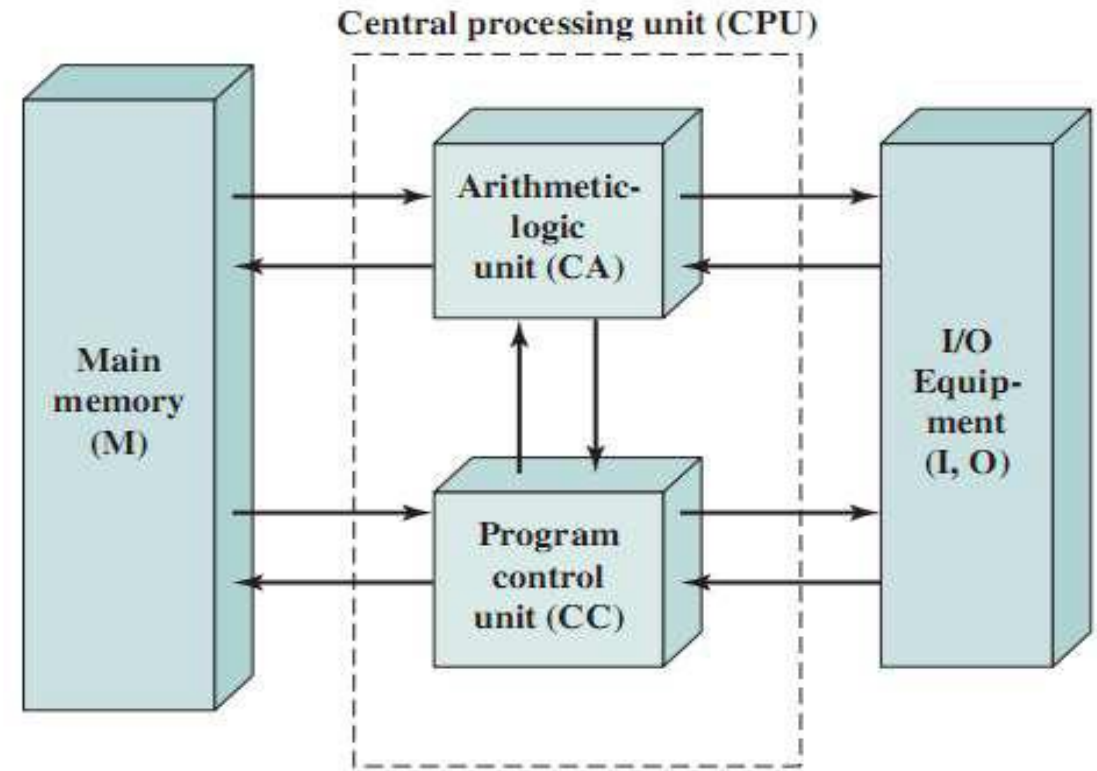 Central processing unit (CPU)
Main
memory
(M)
Arithmetic-
logic
unit (CA)
Program
control
unit (CC)
I/O
Equip-
ment
(I, O)